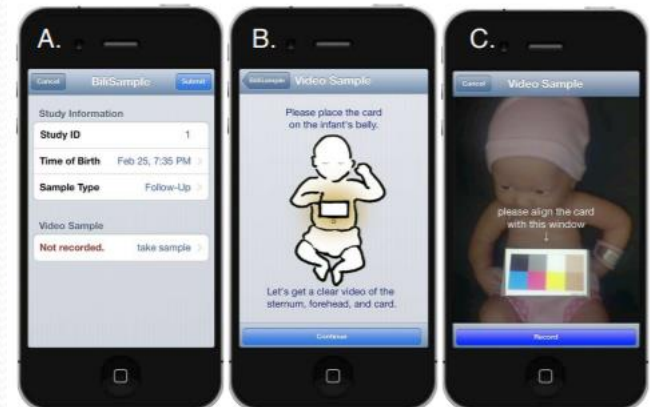 A.
Cancel BiliSample Submit
Study Information
Study ID 1
Time of Birth Feb 25, 7:35 PM
Sample Type Follow-Up
Video Sample
Not recorded. take sample
B.
BiliSample Video Sample
Please place the card
on the infant's belly.
Let's get a clear video of the
sternum, forehead, and card.
Continue
C.
Cancel Video Sample
please align the card
with this window
Record